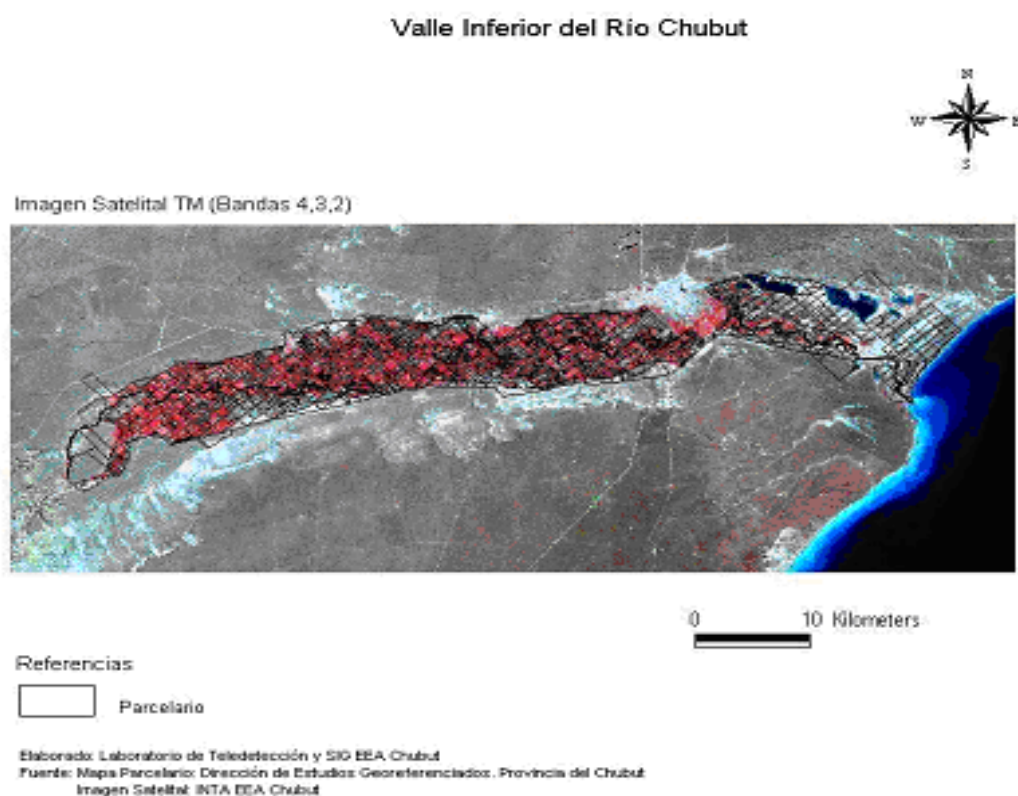 Valle Inferior del Río Chubut
N
W E
S
Imagen Satelital TM (Bandas 4,3,2)
0 10 Kilometers
Referencias
Parcelario
Elaborado: Laboratorio de Teledetección y SIG EEA Chubut
Fuente: Mapa Parcelario: Dirección de Estudios Georeferenciados. Provincia del Chubut
Imagen Satelital: INTA EEA Chubut